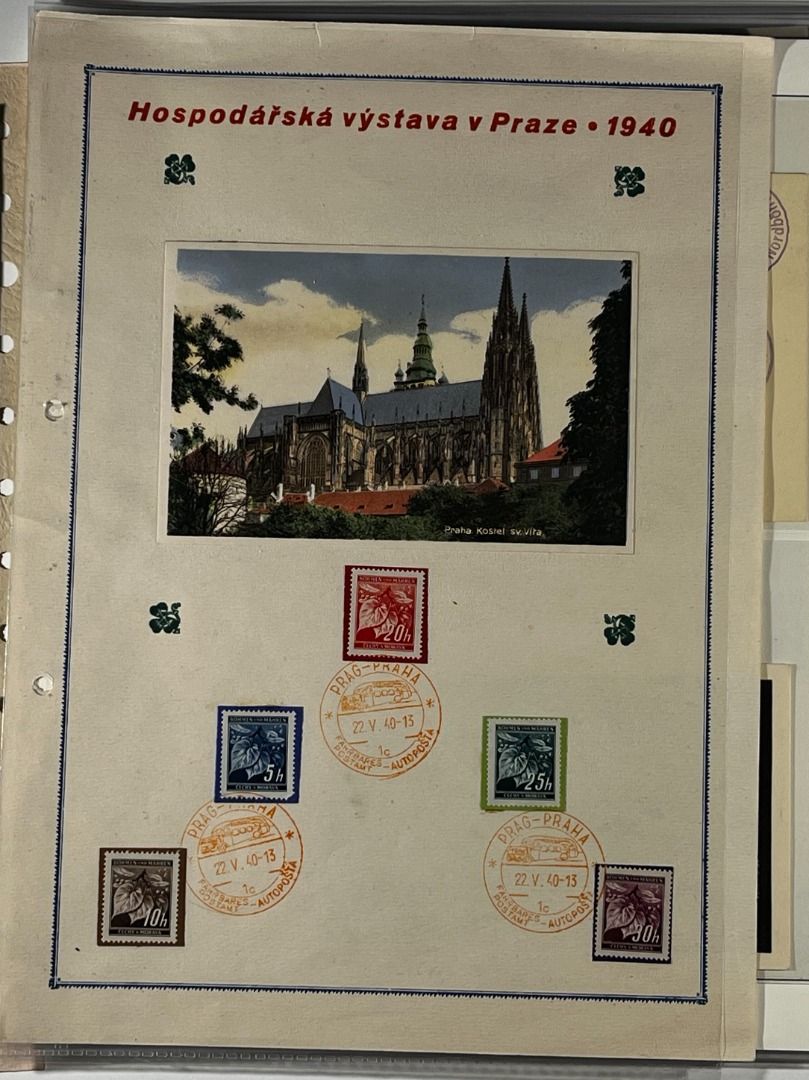 Hospodářská výstava v Praze • 1940
Praha Kostel sv. víta
BÖHMEN UND MÄHREN
20h
ČECHY A MORAVA
PRAG-PRAHA
22.V.40-13
1c
FAHRBARES POSTAMT - AUTOPOŠTA
BÖHMEN UND MÄHREN
5h
ČECHY A MORAVA
PRAG-PRAHA
22.V.40-13
1c
FAHRBARES POSTAMT - AUTOPOŠTA
BÖHMEN UND MÄHREN
25h
ČECHY A MORAVA
PRAG-PRAHA
22.V.40-13
1c
FAHRBARES POSTAMT - AUTOPOŠTA
BÖHMEN UND MÄHREN
10h
ČECHY A MORAVA
BÖHMEN UND MÄHREN
30h
ČECHY A MORAVA